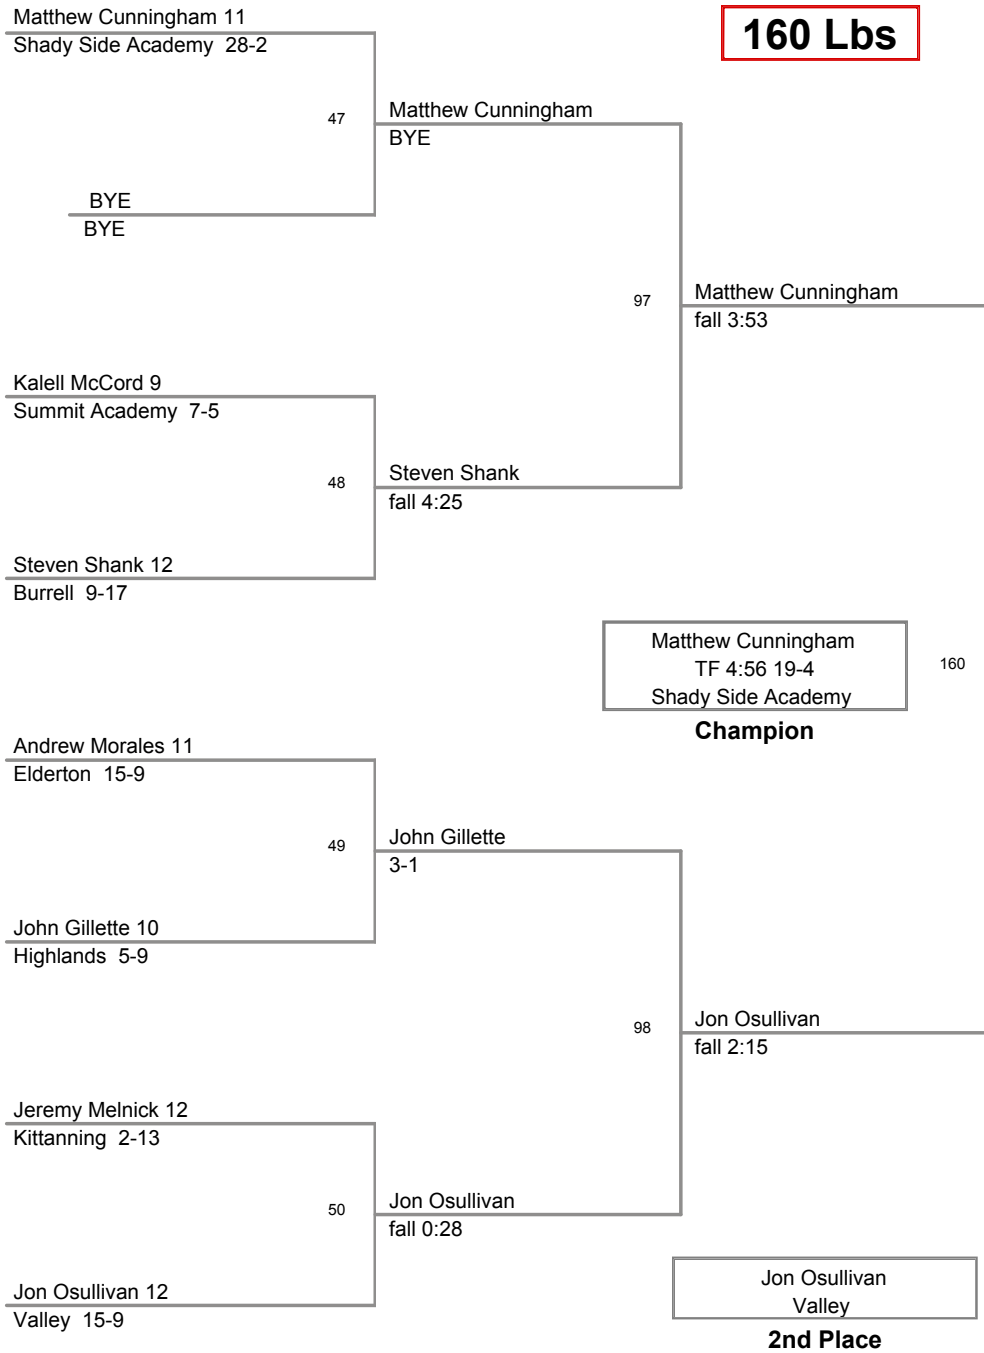 Matthew Cunningham 11
Shady Side Academy 28-2
160 Lbs
47
Matthew Cunningham
BYE
BYE
BYE
97
Matthew Cunningham
fall 3:53
Kalell McCord 9
Summit Academy 7-5
48
Steven Shank
fall 4:25
Steven Shank 12
Burrell 9-17
Matthew Cunningham
TF 4:56 19-4
Shady Side Academy
160
Champion
Andrew Morales 11
Elderton 15-9
49
John Gillette
3-1
John Gillette 10
Highlands 5-9
98
Jon Osullivan
fall 2:15
Jeremy Melnick 12
Kittanning 2-13
50
Jon Osullivan
fall 0:28
Jon Osullivan 12
Valley 15-9
Jon Osullivan
Valley
2nd Place